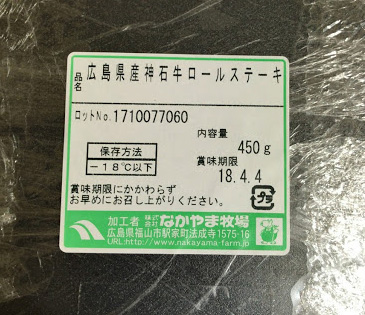 品名 広島県産神石牛ロールステーキ
ロットNo. 1710077060
内容量
450g
保存方法
-18℃以下
賞味期限
18.4.4
賞味期限にかかわらず
お早めにお召し上がりください。
プラ
加工者 株式会社 なかやま牧場
広島県福山市駅家町法成寺1575-16
URL:http://www.nakayama-farm.jp